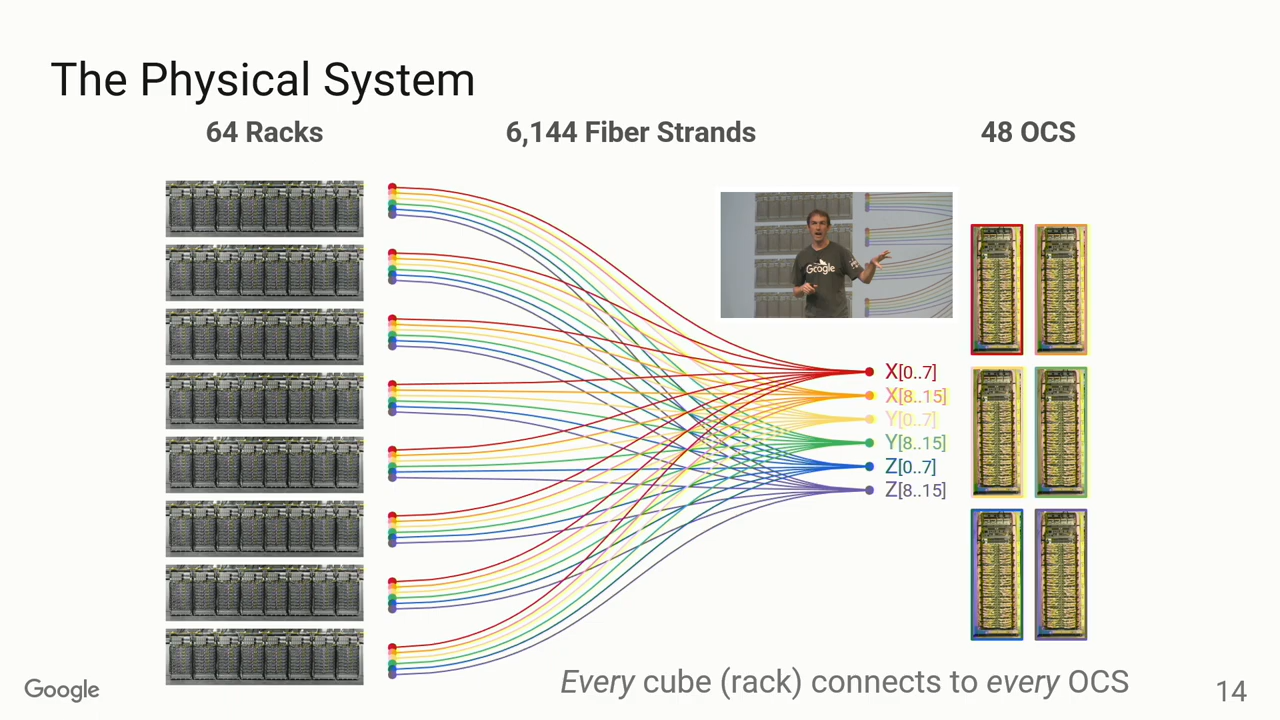 The Physical System
64 Racks
6,144 Fiber Strands
48 OCS
Google
X[0..7]
X[8..15]
Y[0..7]
Y[8..15]
Z[0..7]
Z[8..15]
Every cube (rack) connects to every OCS
Google
14